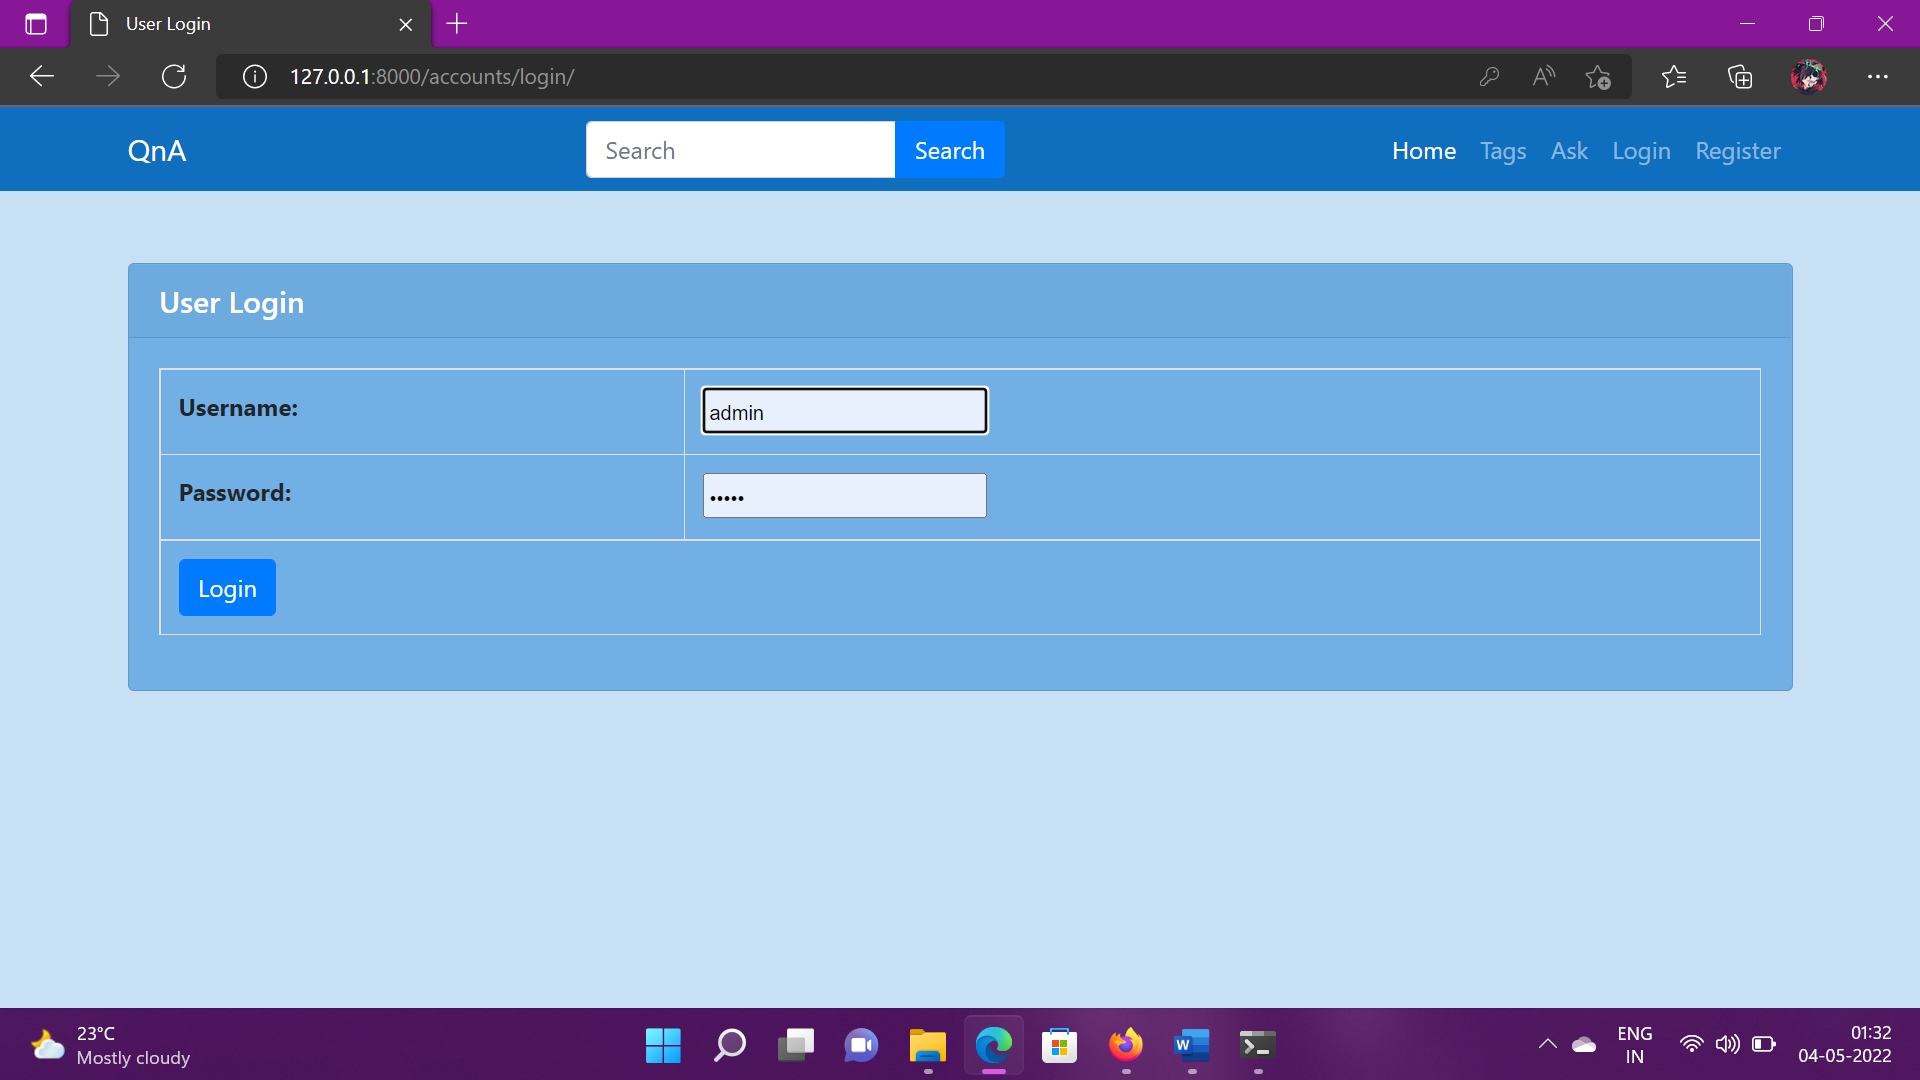 User Login
127.0.0.1:8000/accounts/login/
QnA
Search
Search
Home Tags Ask Login Register
User Login
Username:
admin
Password:
•••••
Login
23°C
Mostly cloudy
ENG
IN
01:32
04-05-2022